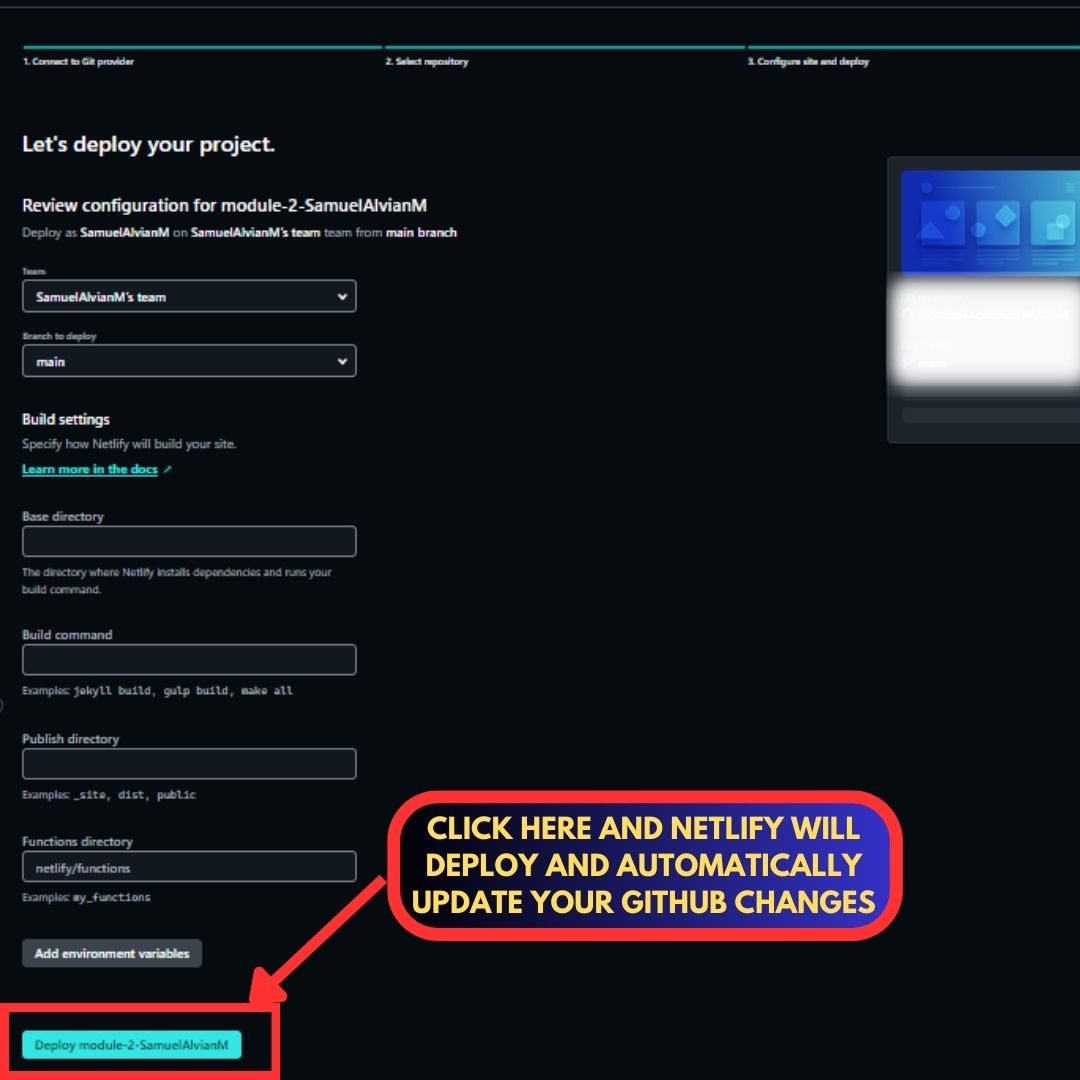 1. Connect to Git provider
2. Select repository
3. Configure site and deploy
Let's deploy your project.
Review configuration for module-2-SamuelAlvianM
Deploy as SamuelAlvianM on SamuelAlvianM's team team from main branch
Team
SamuelAlvianM's team
Branch to deploy
main
Build settings
Specify how Netlify will build your site.
Learn more in the docs ↗
Base directory
The directory where Netlify installs dependencies and runs your
build command.
Build command
Examples: jekyll build, gulp build, make all
Publish directory
Examples: _site, dist, public
Functions directory
netlify/functions
Examples: my_functions
Add environment variables
Deploy module-2-SamuelAlvianM
CLICK HERE AND NETLIFY WILL
DEPLOY AND AUTOMATICALLY
UPDATE YOUR GITHUB CHANGES
module-2-SamuelAlvianM
main